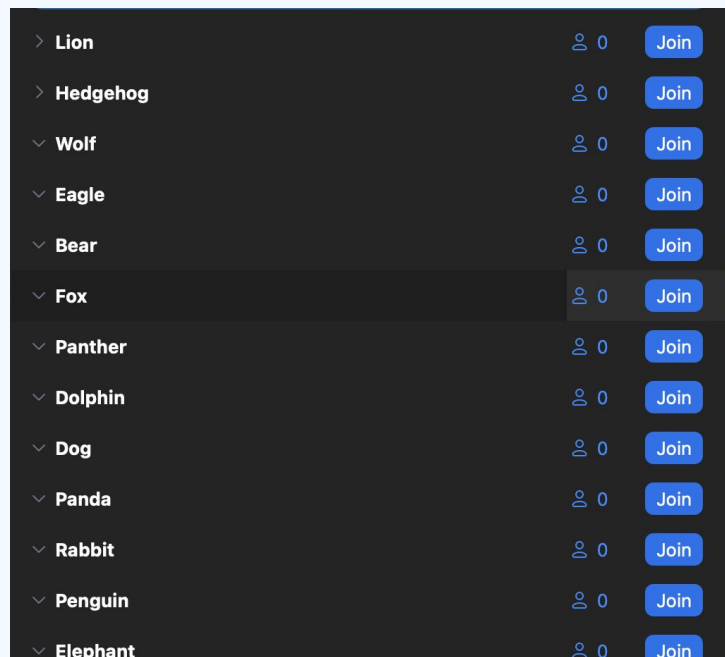 Lion 0 Join
Hedgehog 0 Join
Wolf 0 Join
Eagle 0 Join
Bear 0 Join
Fox 0 Join
Panther 0 Join
Dolphin 0 Join
Dog 0 Join
Panda 0 Join
Rabbit 0 Join
Penguin 0 Join
Elephant 0 Join